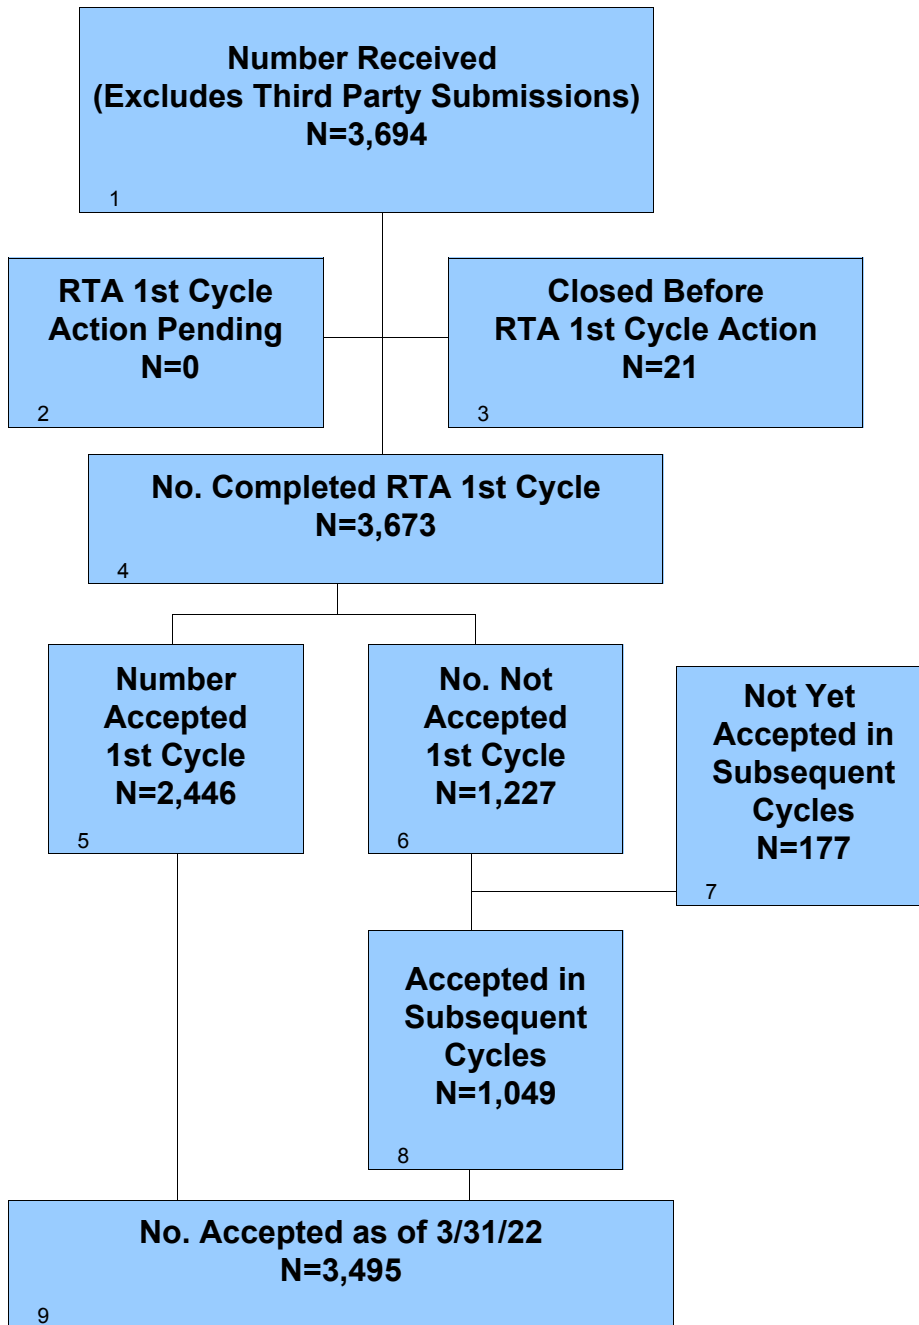 Number Received
(Excludes Third Party Submissions)
N=3,694
1
RTA 1st Cycle
Action Pending
N=0
2
Closed Before
RTA 1st Cycle Action
N=21
3
No. Completed RTA 1st Cycle
N=3,673
4
Number
Accepted
1st Cycle
N=2,446
5
No. Not
Accepted
1st Cycle
N=1,227
6
Not Yet
Accepted in
Subsequent
Cycles
N=177
7
Accepted in
Subsequent
Cycles
N=1,049
8
No. Accepted as of 3/31/22
N=3,495
9